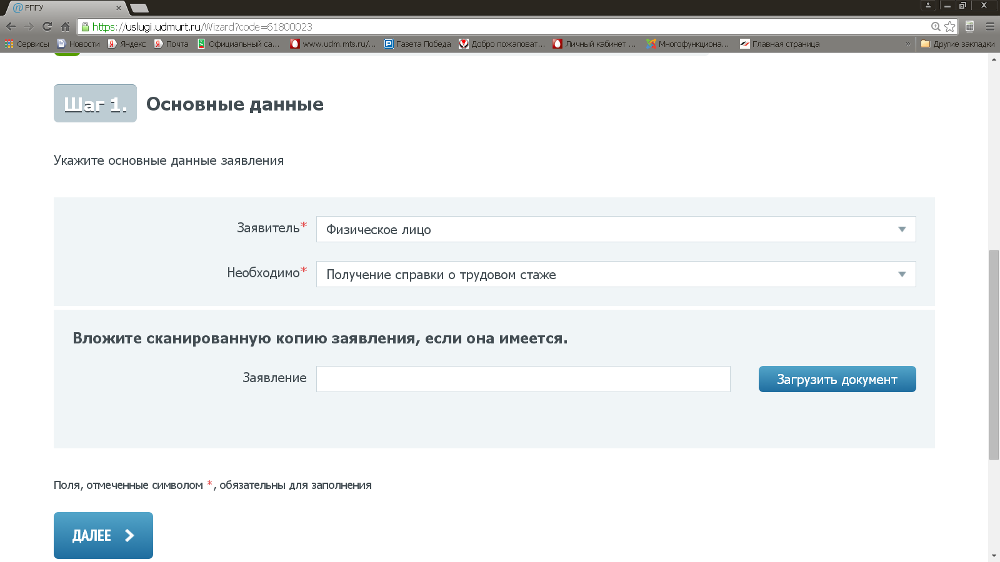 РПГУ
https://uslugi.udmurt.ru/Wizard?code=61800023
Сервисы Новости Яндекс Почта Официальный са... www.udm.mts.ru/... Газета Победа Добро пожаловат... Личный кабинет ... Многофункциона... Главная страница » Другие закладки
Шаг 1. Основные данные
Укажите основные данные заявления
Заявитель* Физическое лицо
Необходимо* Получение справки о трудовом стаже
Вложите сканированную копию заявления, если она имеется.
Заявление Загрузить документ
Поля, отмеченные символом *, обязательны для заполнения
ДАЛЕЕ